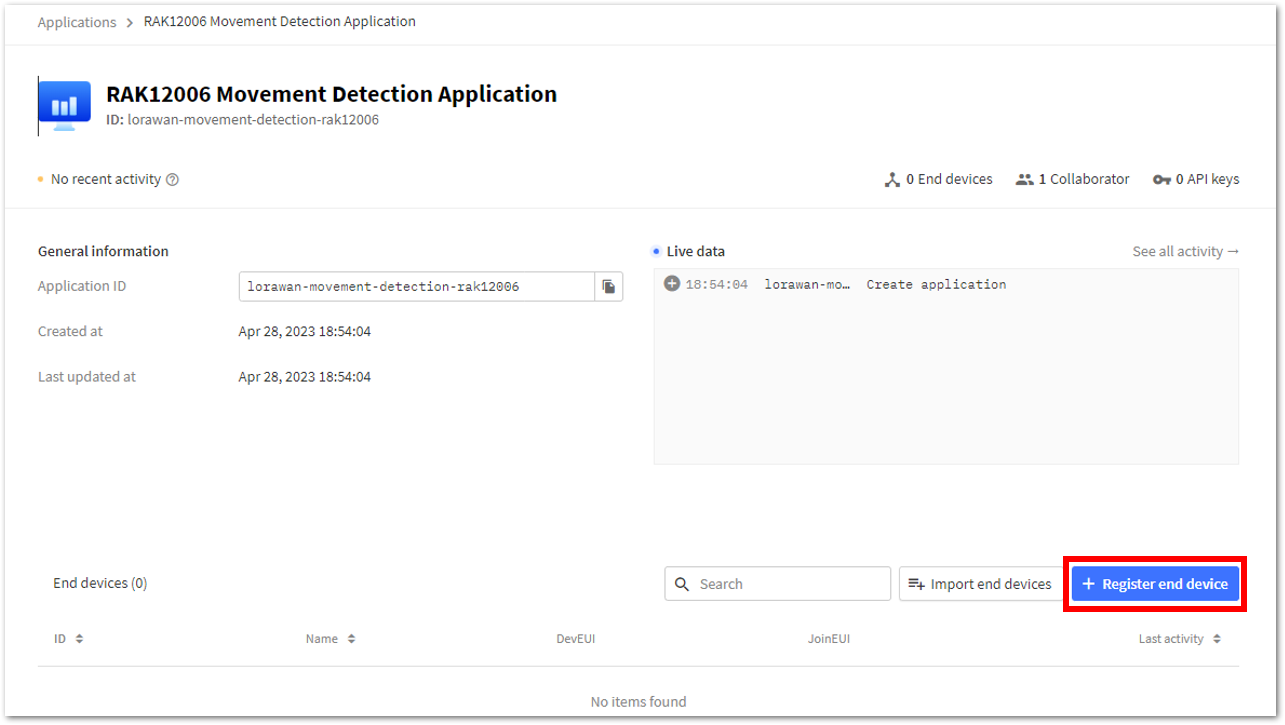 Applications > RAK12006 Movement Detection Application
RAK12006 Movement Detection Application
ID: lorawan-movement-detection-rak12006
No recent activity ?
0 End devices 1 Collaborator 0 API keys
General information
Live data See all activity →
Application ID lorawan-movement-detection-rak12006
18:54:04 lorawan-mo… Create application
Created at Apr 28, 2023 18:54:04
Last updated at Apr 28, 2023 18:54:04
End devices (0) Search Import end devices + Register end device
ID Name DevEUI JoinEUI Last activity
No items found